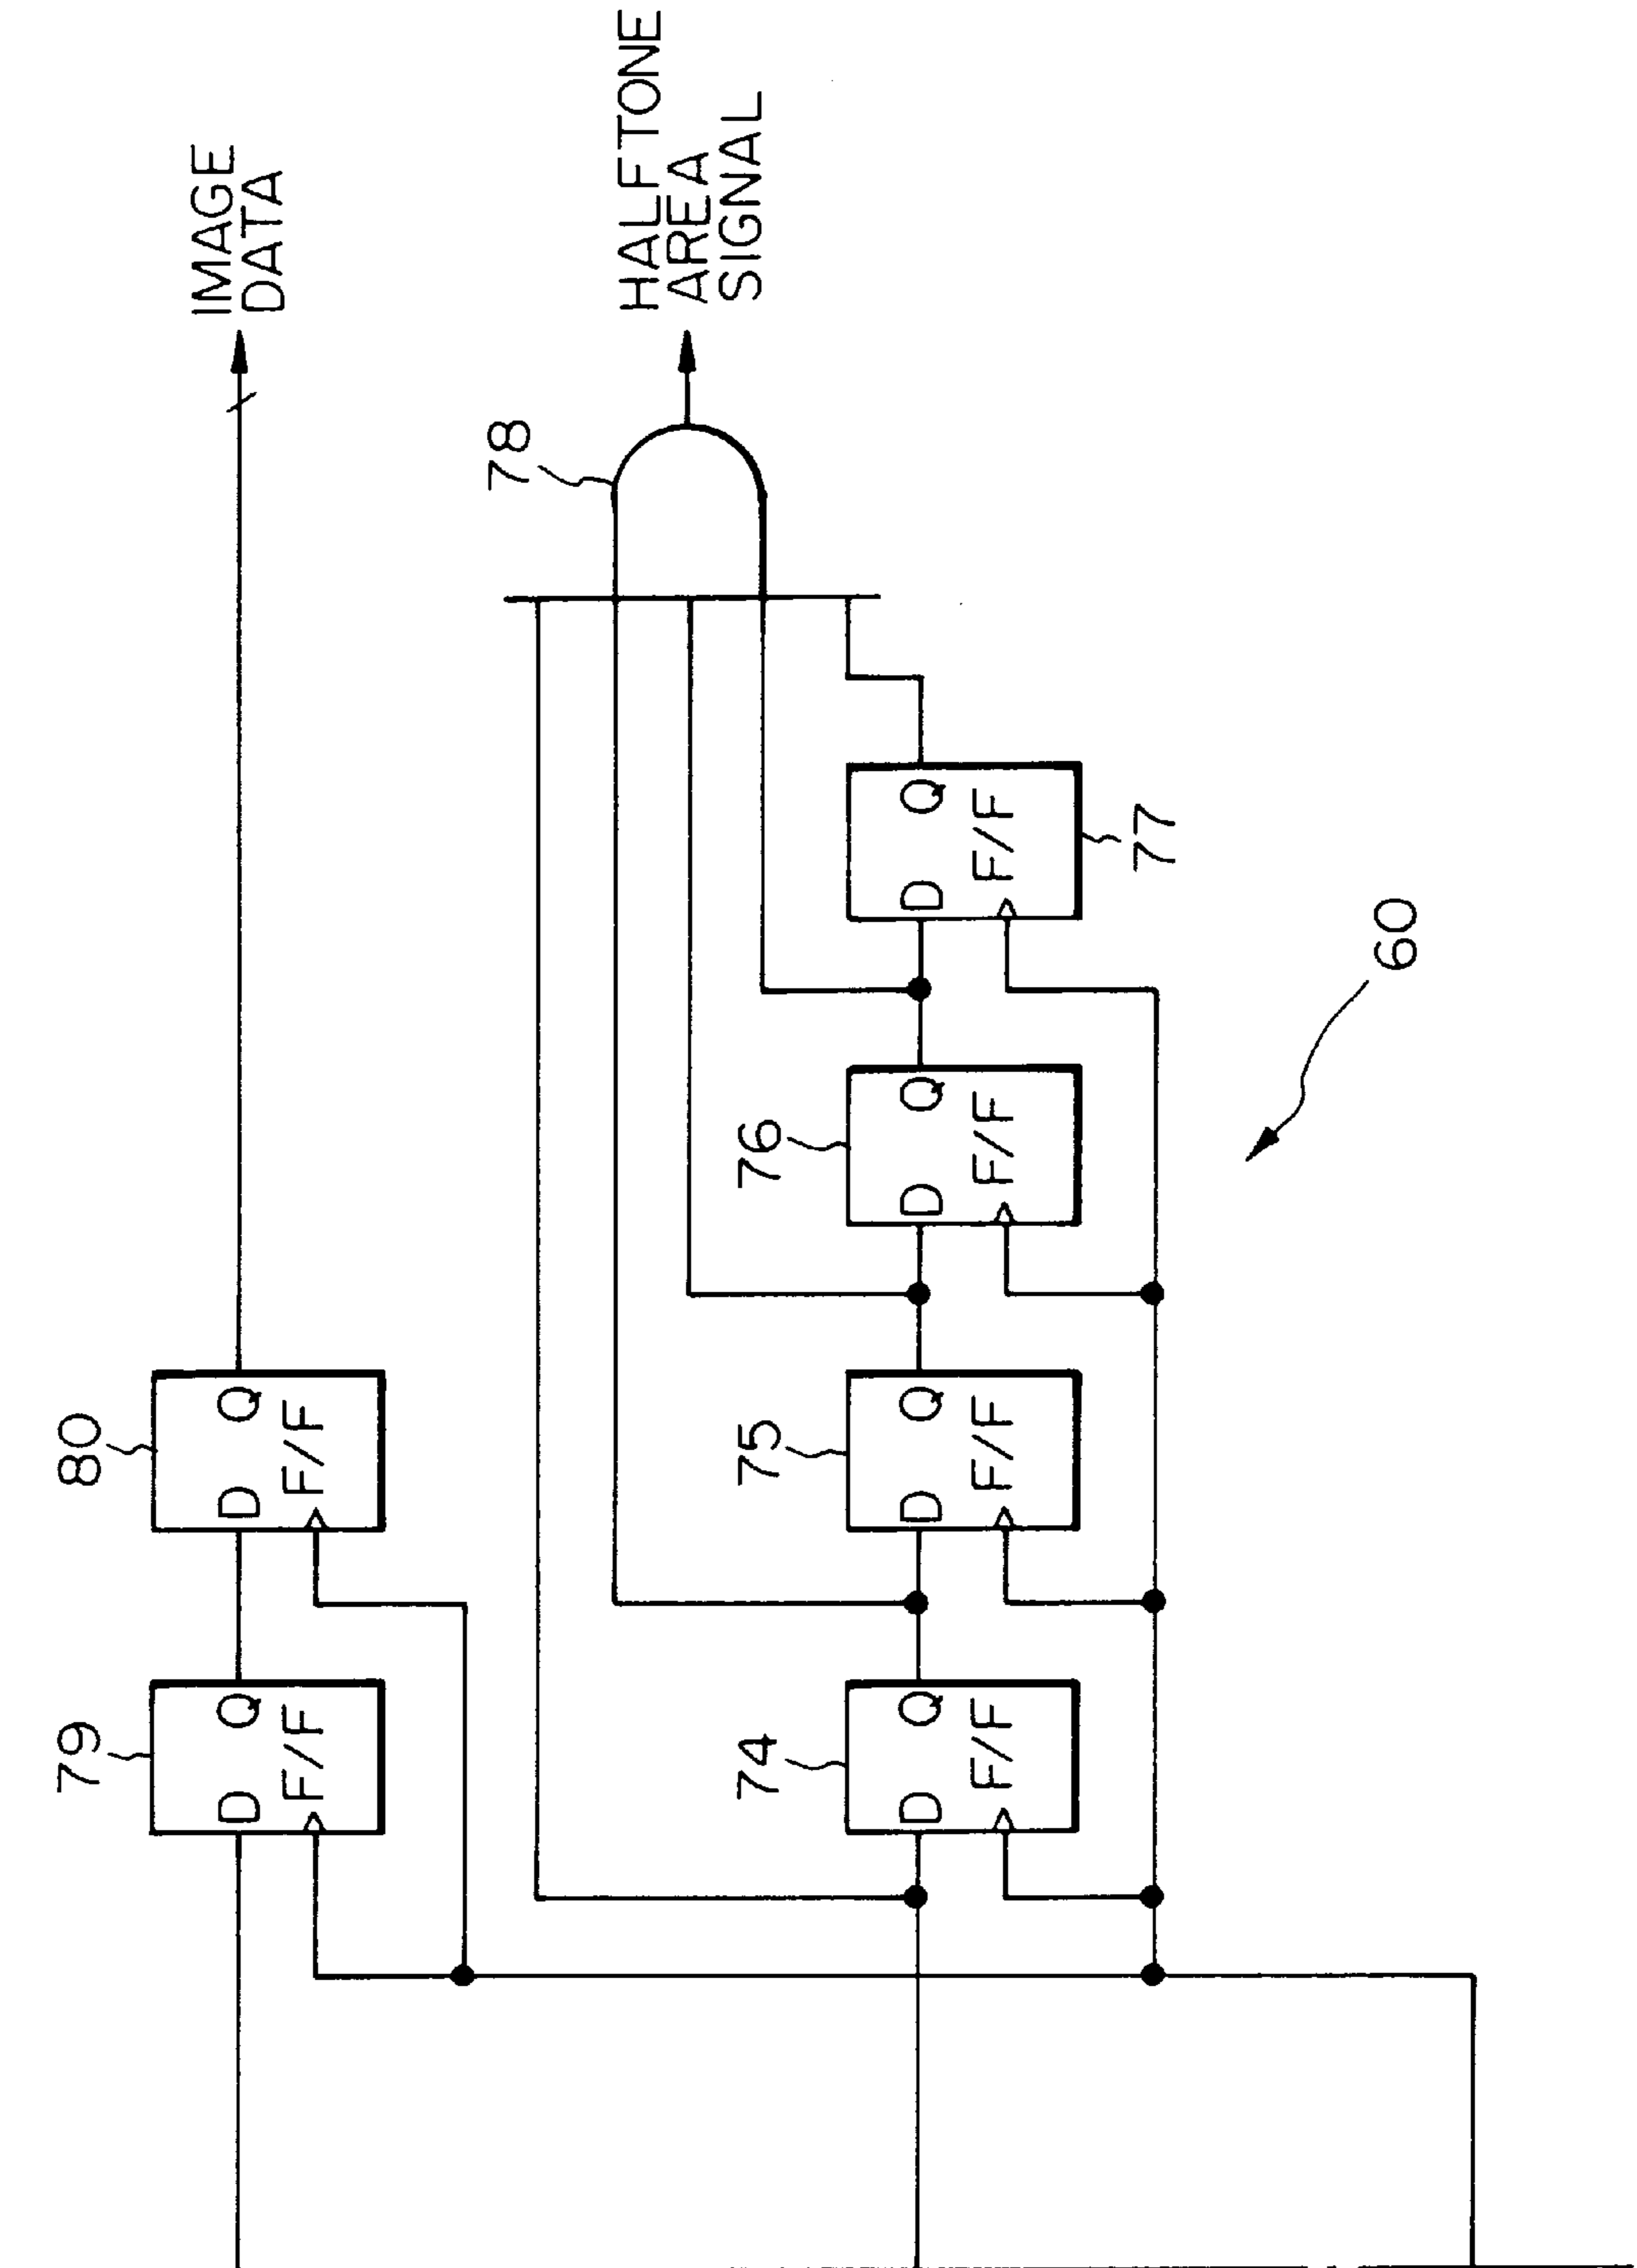 IMAGE
DATA
HALFTONE
AREA
SIGNAL
78
80
D Q
F/F
79
D Q
F/F
74
D Q
F/F
75
D Q
F/F
76
D Q
F/F
D Q
F/F
77
60